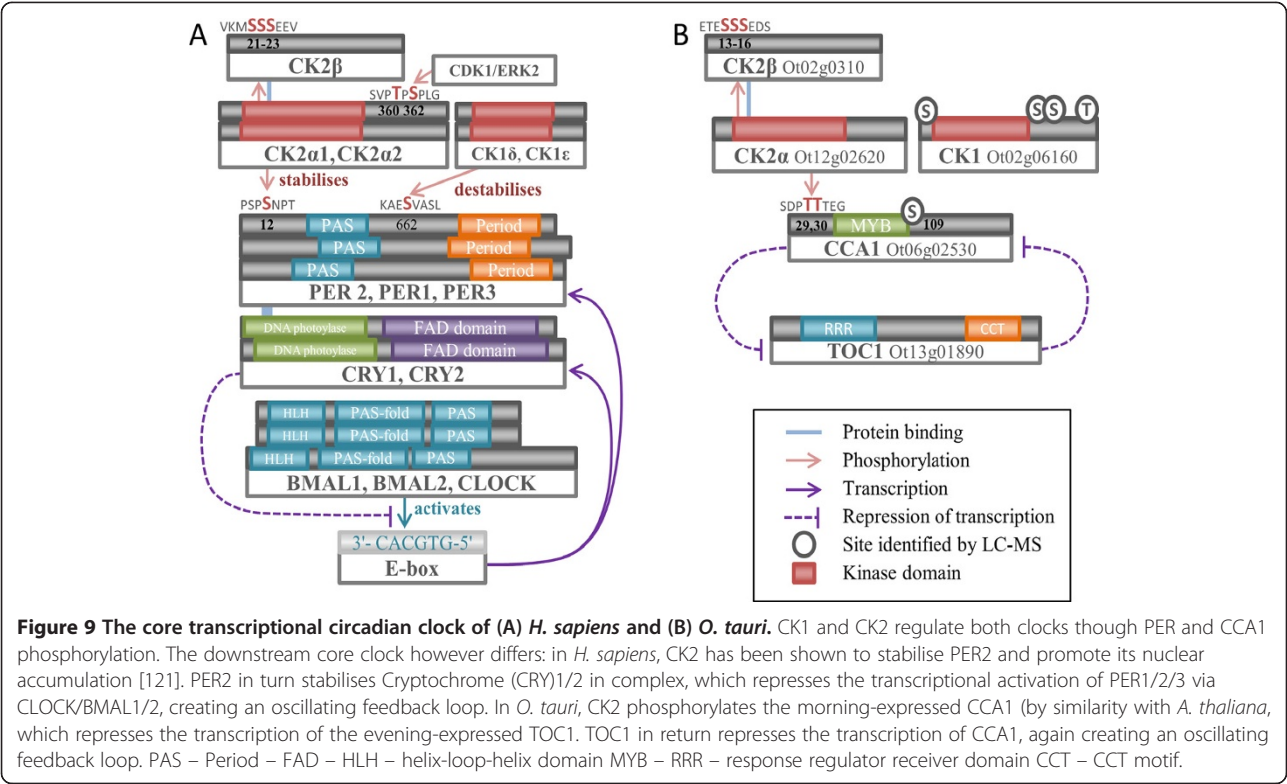 A
VKMSSSEEV
21-23
CK2β
CDK1/ERK2
SVPTPSPLG
360 362
CK2α1,CK2α2
CK1δ, CK1ε
stabilises
destabilises
PSPSNPT
KAESVASL
12
PAS
662
Period
PAS
Period
PAS
Period
PER 2, PER1, PER3
DNA photoylase
FAD domain
DNA photoylase
FAD domain
CRY1, CRY2
HLH
PAS-fold
PAS
HLH
PAS-fold
PAS
HLH
PAS-fold
PAS
BMAL1, BMAL2, CLOCK
activates
3'- CACGTG-5'
E-box
B
ETESSSEDS
13-16
CK2β Ot02g0310
S
S
S
T
CK2α Ot12g02620
CK1 Ot02g06160
SDPTTTEG
S
29,30
MYB
109
CCA1 Ot06g02530
RRR
CCT
TOC1 Ot13g01890
Protein binding
Phosphorylation
Transcription
Repression of transcription
Site identified by LC-MS
Kinase domain
Figure 9 The core transcriptional circadian clock of (A) H. sapiens and (B) O. tauri. CK1 and CK2 regulate both clocks though PER and CCA1
phosphorylation. The downstream core clock however differs: in H. sapiens, CK2 has been shown to stabilise PER2 and promote its nuclear
accumulation [121]. PER2 in turn stabilises Cryptochrome (CRY)1/2 in complex, which represses the transcriptional activation of PER1/2/3 via
CLOCK/BMAL1/2, creating an oscillating feedback loop. In O. tauri, CK2 phosphorylates the morning-expressed CCA1 (by similarity with A. thaliana,
which represses the transcription of the evening-expressed TOC1. TOC1 in return represses the transcription of CCA1, again creating an oscillating
feedback loop. PAS – Period – FAD – HLH – helix-loop-helix domain MYB – RRR – response regulator receiver domain CCT – CCT motif.